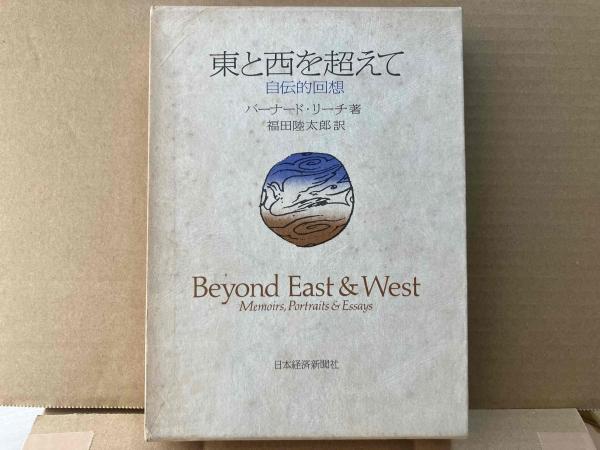 東と西を超えて
自伝的回想
バーナード・リーチ著
福田陸太郎訳
Beyond East & West
Memoirs, Portraits & Essays
日本経済新聞社